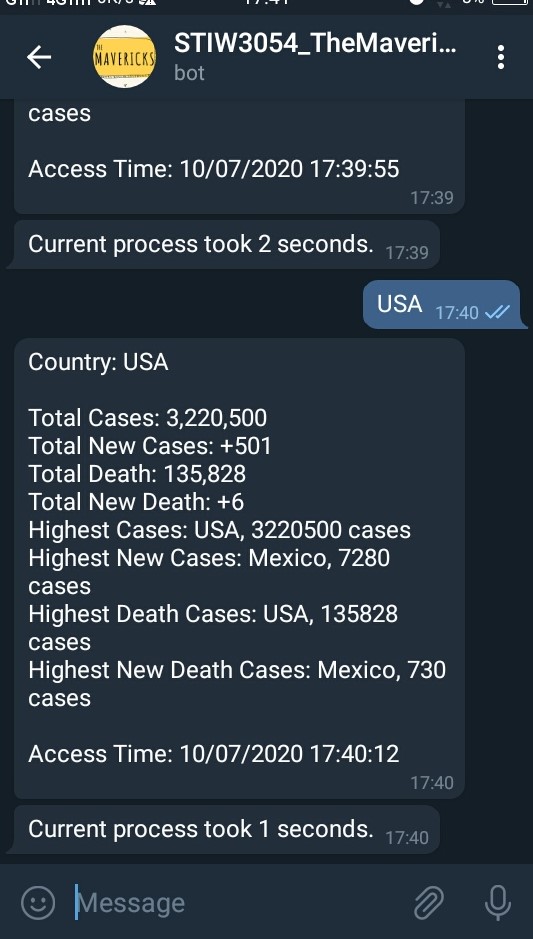 17:41
STIW3054_TheMaveri...
bot
THE
MAVERICKS
cases
Access Time: 10/07/2020 17:39:55
17:39
Current process took 2 seconds. 17:39
USA 17:40
Country: USA
Total Cases: 3,220,500
Total New Cases: +501
Total Death: 135,828
Total New Death: +6
Highest Cases: USA, 3220500 cases
Highest New Cases: Mexico, 7280
cases
Highest Death Cases: USA, 135828
cases
Highest New Death Cases: Mexico, 730
cases
Access Time: 10/07/2020 17:40:12
17:40
Current process took 1 seconds. 17:40
Message